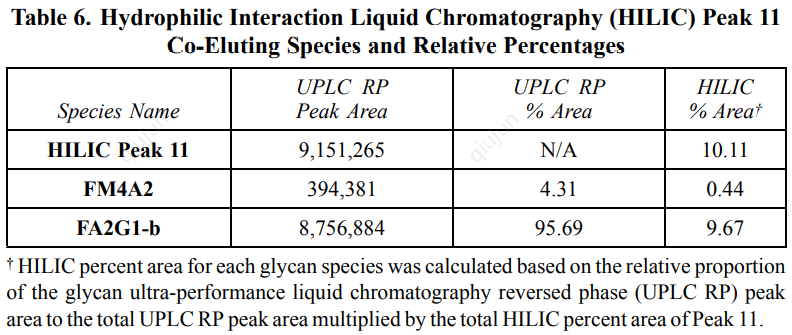 Table 6. Hydrophilic Interaction Liquid Chromatography (HILIC) Peak 11
Co-Eluting Species and Relative Percentages
Species Name UPLC RP Peak Area UPLC RP % Area HILIC % Area†
HILIC Peak 11 9,151,265 N/A 10.11
FM4A2 394,381 4.31 0.44
FA2G1-b 8,756,884 95.69 9.67
† HILIC percent area for each glycan species was calculated based on the relative proportion
of the glycan ultra-performance liquid chromatography reversed phase (UPLC RP) peak
area to the total UPLC RP peak area multiplied by the total HILIC percent area of Peak 11.